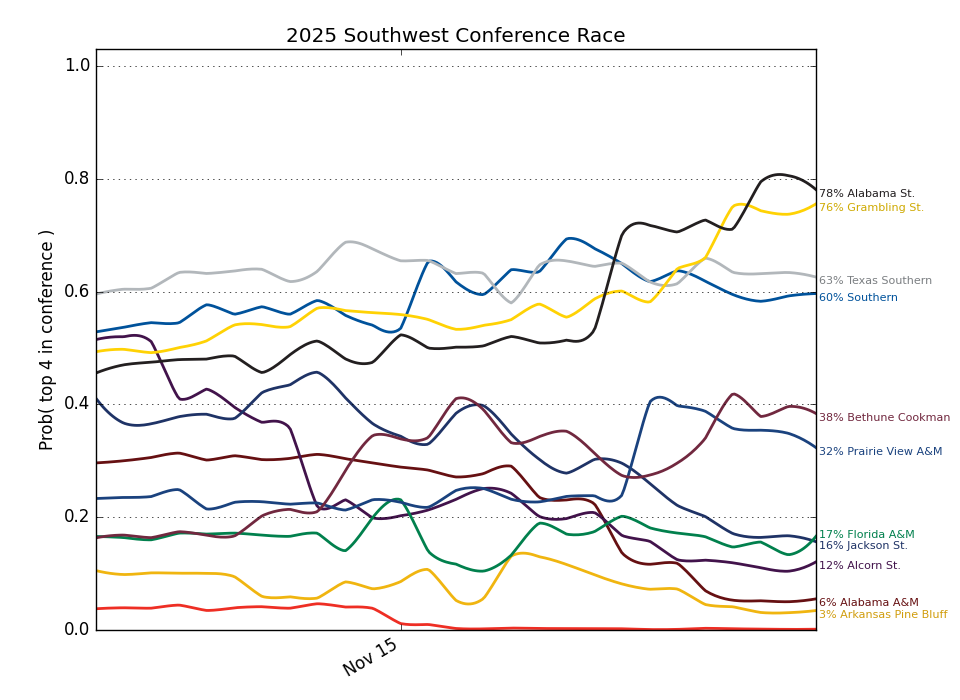 2025 Southwest Conference Race
Prob( top 4 in conference )
1.0
0.8
0.6
0.4
0.2
0.0
Nov 15
78% Alabama St.
76% Grambling St.
63% Texas Southern
60% Southern
38% Bethune Cookman
32% Prairie View A&M
17% Florida A&M
16% Jackson St.
12% Alcorn St.
6% Alabama A&M
3% Arkansas Pine Bluff